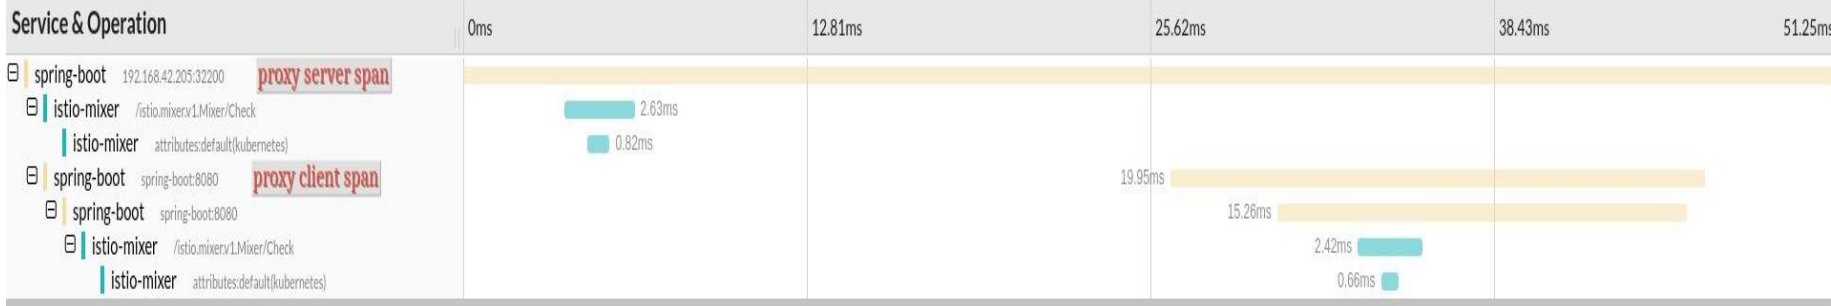 Service & Operation 0ms 12.81ms 25.62ms 38.43ms 51.25ms
spring-boot 192.168.42.205:32200 proxy server span
istio-mixer /istio.mixer.v1.Mixer/Check 2.63ms
istio-mixer attributes:default(kubernetes) 0.82ms
spring-boot spring-boot:8080 proxy client span 19.95ms
spring-boot spring-boot:8080 15.26ms
istio-mixer /istio.mixer.v1.Mixer/Check 2.42ms
istio-mixer attributes:default(kubernetes) 0.66ms